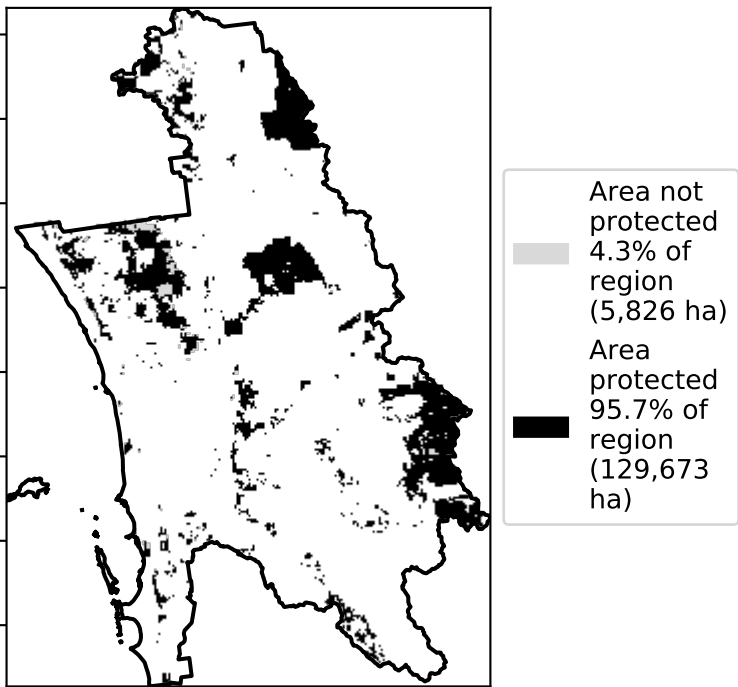 Area not
protected
4.3% of
region
(5,826 ha)
Area
protected
95.7% of
region
(129,673
ha)